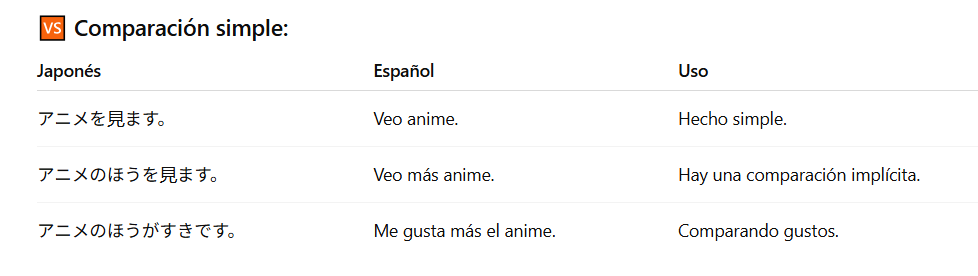 🆚 Comparación simple:
Japonés Español Uso
アニメを見ます。 Veo anime. Hecho simple.
アニメのほうを見ます。 Veo más anime. Hay una comparación implícita.
アニメのほうがすきです。 Me gusta más el anime. Comparando gustos.